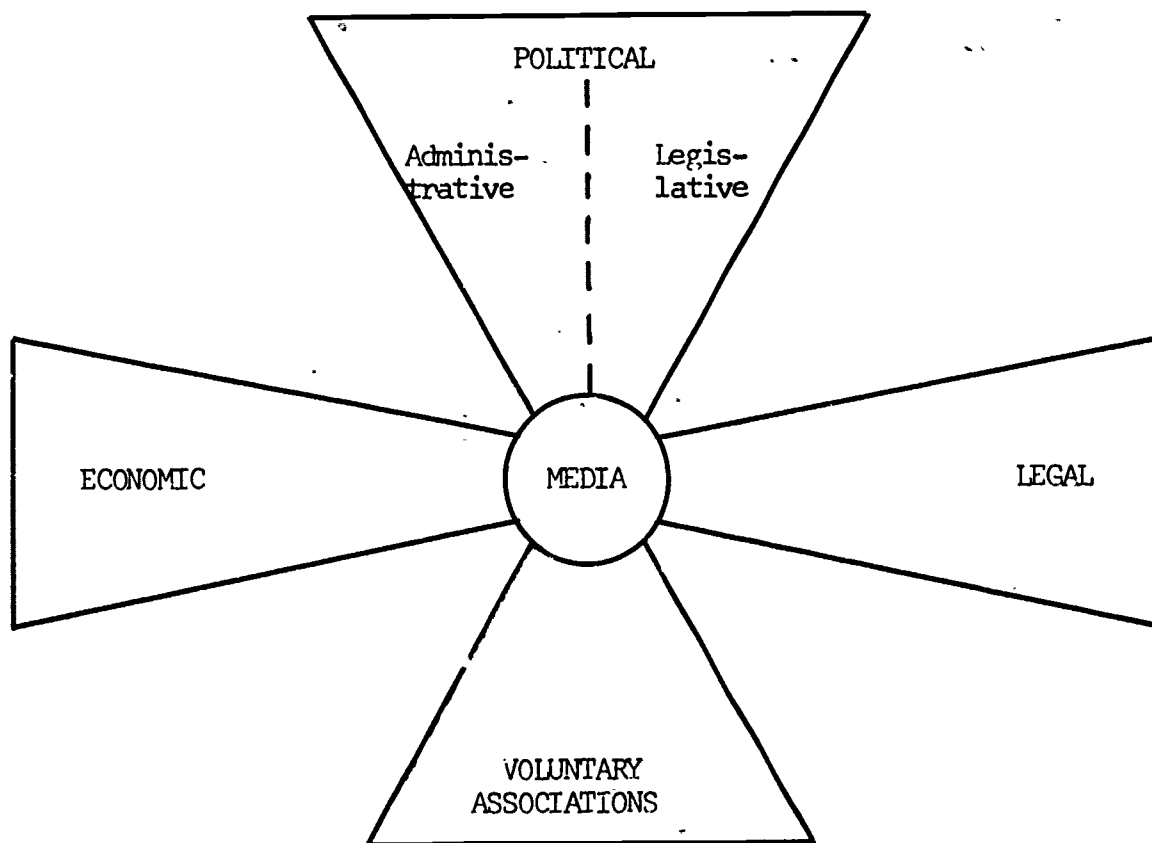 POLITICAL
Adminis-
trative
Legis-
lative
ECONOMIC
MEDIA
LEGAL
VOLUNTARY
ASSOCIATIONS